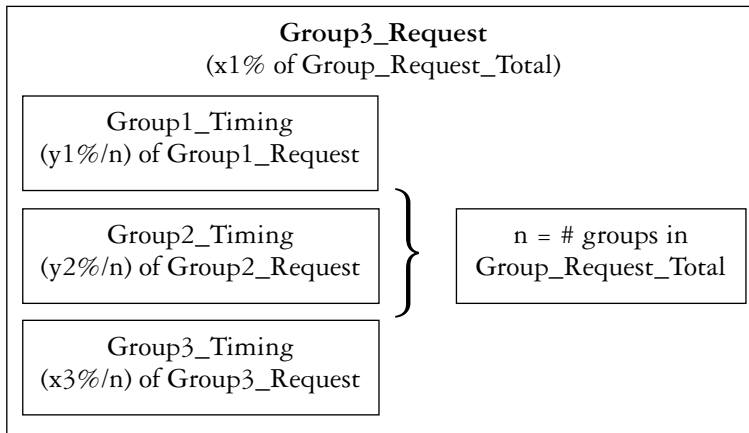 Group3_Request
(x1% of Group_Request_Total)
Group1_Timing
(y1%/n) of Group1_Request
Group2_Timing
(y2%/n) of Group2_Request
n = # groups in
Group_Request_Total
Group3_Timing
(x3%/n) of Group3_Request